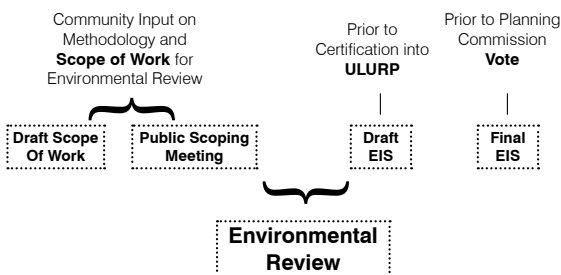 Community Input on
Methodology and
Scope of Work for
Environmental Review
Prior to
Certification into
ULURP
Prior to Planning
Commission
Vote
Draft Scope
Of Work
Public Scoping
Meeting
Draft
EIS
Final
EIS
Environmental
Review